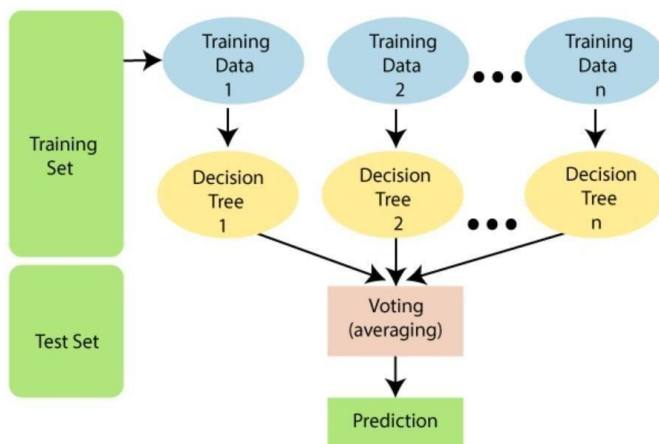 Training
Set
Test Set
Training
Data
1
Training
Data
2
Training
Data
n
Decision
Tree
1
Decision
Tree
2
Decision
Tree
n
Voting
(averaging)
Prediction